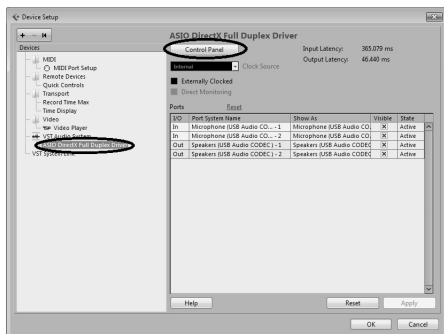 Device Setup
Devices
MIDI
MIDI Port Setup
Remote Devices
Quick Controls
Transport
Record Time Max
Time Display
Video
Video Player
VST Audio System
ASIO DirectX Full Duplex Driver
VST System Link
ASIO DirectX Full Duplex Driver
Control Panel
Input Latency: 365.079 ms
Output Latency: 46.440 ms
Internal
Clock Source
Externally Clocked
Direct Monitoring
Ports Reset
I/O Port System Name Show As Visible State
In Microphone (USB Audio CO... - 1 Microphone (USB Audio CO. Active
In Microphone (USB Audio CO... - 2 Microphone (USB Audio CO. Active
Out Speakers (USB Audio CODEC ) - 1 Speakers (USB Audio CODEC Active
Out Speakers (USB Audio CODEC ) - 2 Speakers (USB Audio CODEC Active
Help Reset Apply
OK Cancel